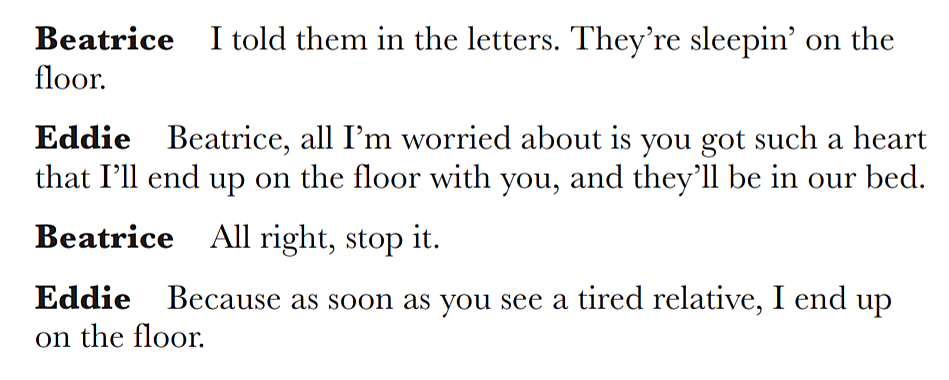 Beatrice I told them in the letters. They’re sleepin’ on the
floor.
Eddie Beatrice, all I’m worried about is you got such a heart
that I’ll end up on the floor with you, and they’ll be in our bed.
Beatrice All right, stop it.
Eddie Because as soon as you see a tired relative, I end up
on the floor.